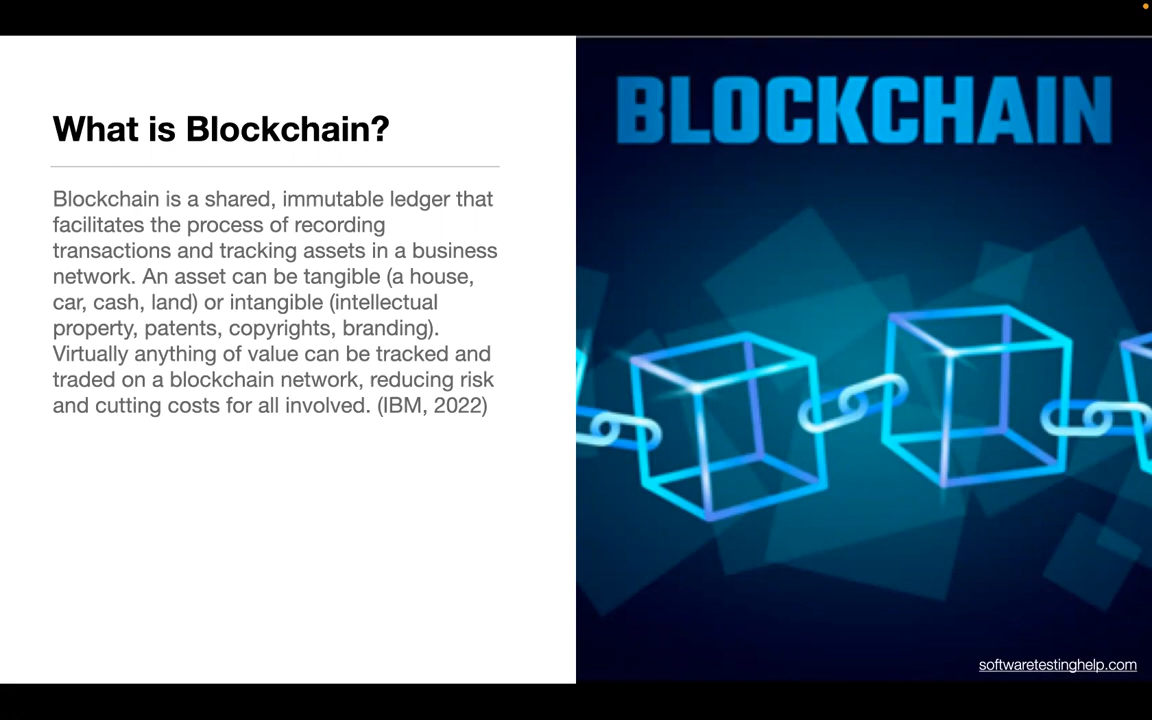 What is Blockchain?
Blockchain is a shared, immutable ledger that
facilitates the process of recording
transactions and tracking assets in a business
network. An asset can be tangible (a house,
car, cash, land) or intangible (intellectual
property, patents, copyrights, branding).
Virtually anything of value can be tracked and
traded on a blockchain network, reducing risk
and cutting costs for all involved. (IBM, 2022)
BLOCKCHAIN
softwaretestinghelp.com